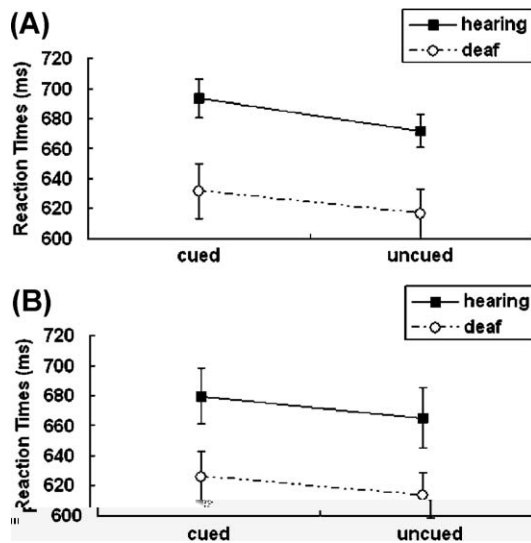 (A)
hearing
deaf
Reaction Times (ms)
720
700
680
660
640
620
600
cued
uncued
(B)
hearing
deaf
Reaction Times (ms)
720
700
680
660
640
620
600
cued
uncued